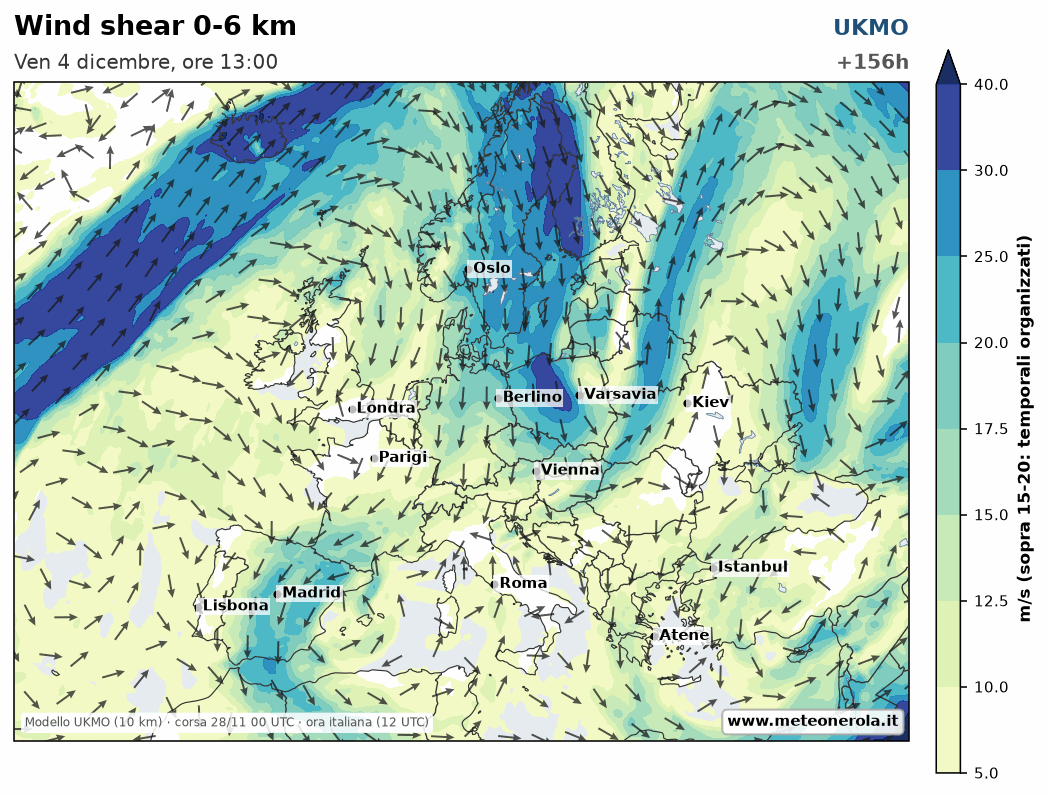 Wind shear 0-6 km
UKMO
Ven 4 dicembre, ore 13:00
+156h
Oslo
Berlino
Varsavia
Londra
Kiev
Parigi
Vienna
Istanbul
Roma
Madrid
Lisbona
Atene
Modello UKMO (10 km) · corsa 28/11 00 UTC · ora italiana (12 UTC)
www.meteonerola.it
40.0
30.0
25.0
20.0
17.5
15.0
12.5
10.0
5.0
m/s (sopra 15-20: temporali organizzati)